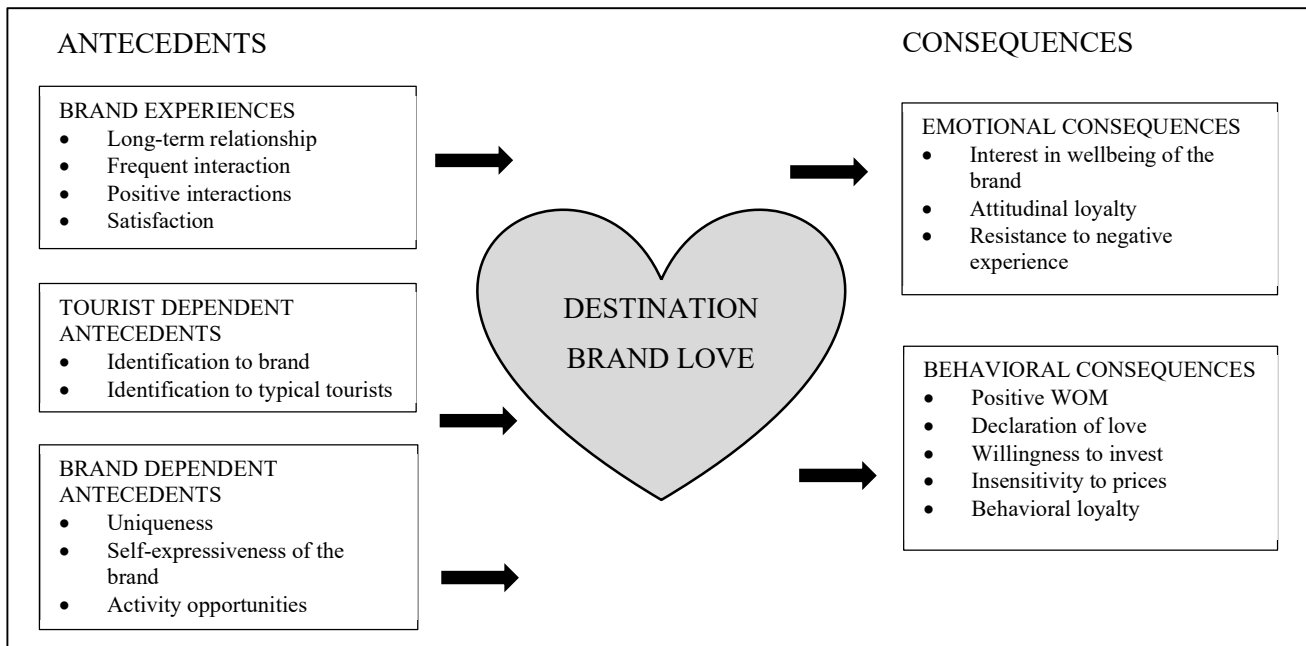 ANTECEDENTS
BRAND EXPERIENCES
• Long-term relationship
• Frequent interaction
• Positive interactions
• Satisfaction
TOURIST DEPENDENT
ANTECEDENTS
• Identification to brand
• Identification to typical tourists
BRAND DEPENDENT
ANTECEDENTS
• Uniqueness
• Self-expressiveness of the
brand
• Activity opportunities
DESTINATION
BRAND LOVE
CONSEQUENCES
EMOTIONAL CONSEQUENCES
• Interest in wellbeing of the
brand
• Attitudinal loyalty
• Resistance to negative
experience
BEHAVIORAL CONSEQUENCES
• Positive WOM
• Declaration of love
• Willingness to invest
• Insensitivity to prices
• Behavioral loyalty